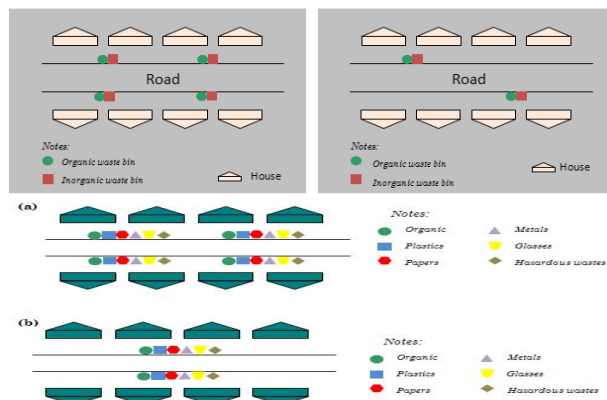 Road
Notes:
Organic waste bin
Inorganic waste bin
House
Road
Notes:
Organic waste bin
Inorganic waste bin
House
(a)
Notes:
Organic
Metals
Plastics
Glasses
Papers
Hazardous wastes
(b)
Notes:
Organic
Metals
Plastics
Glasses
Papers
Hazardous wastes